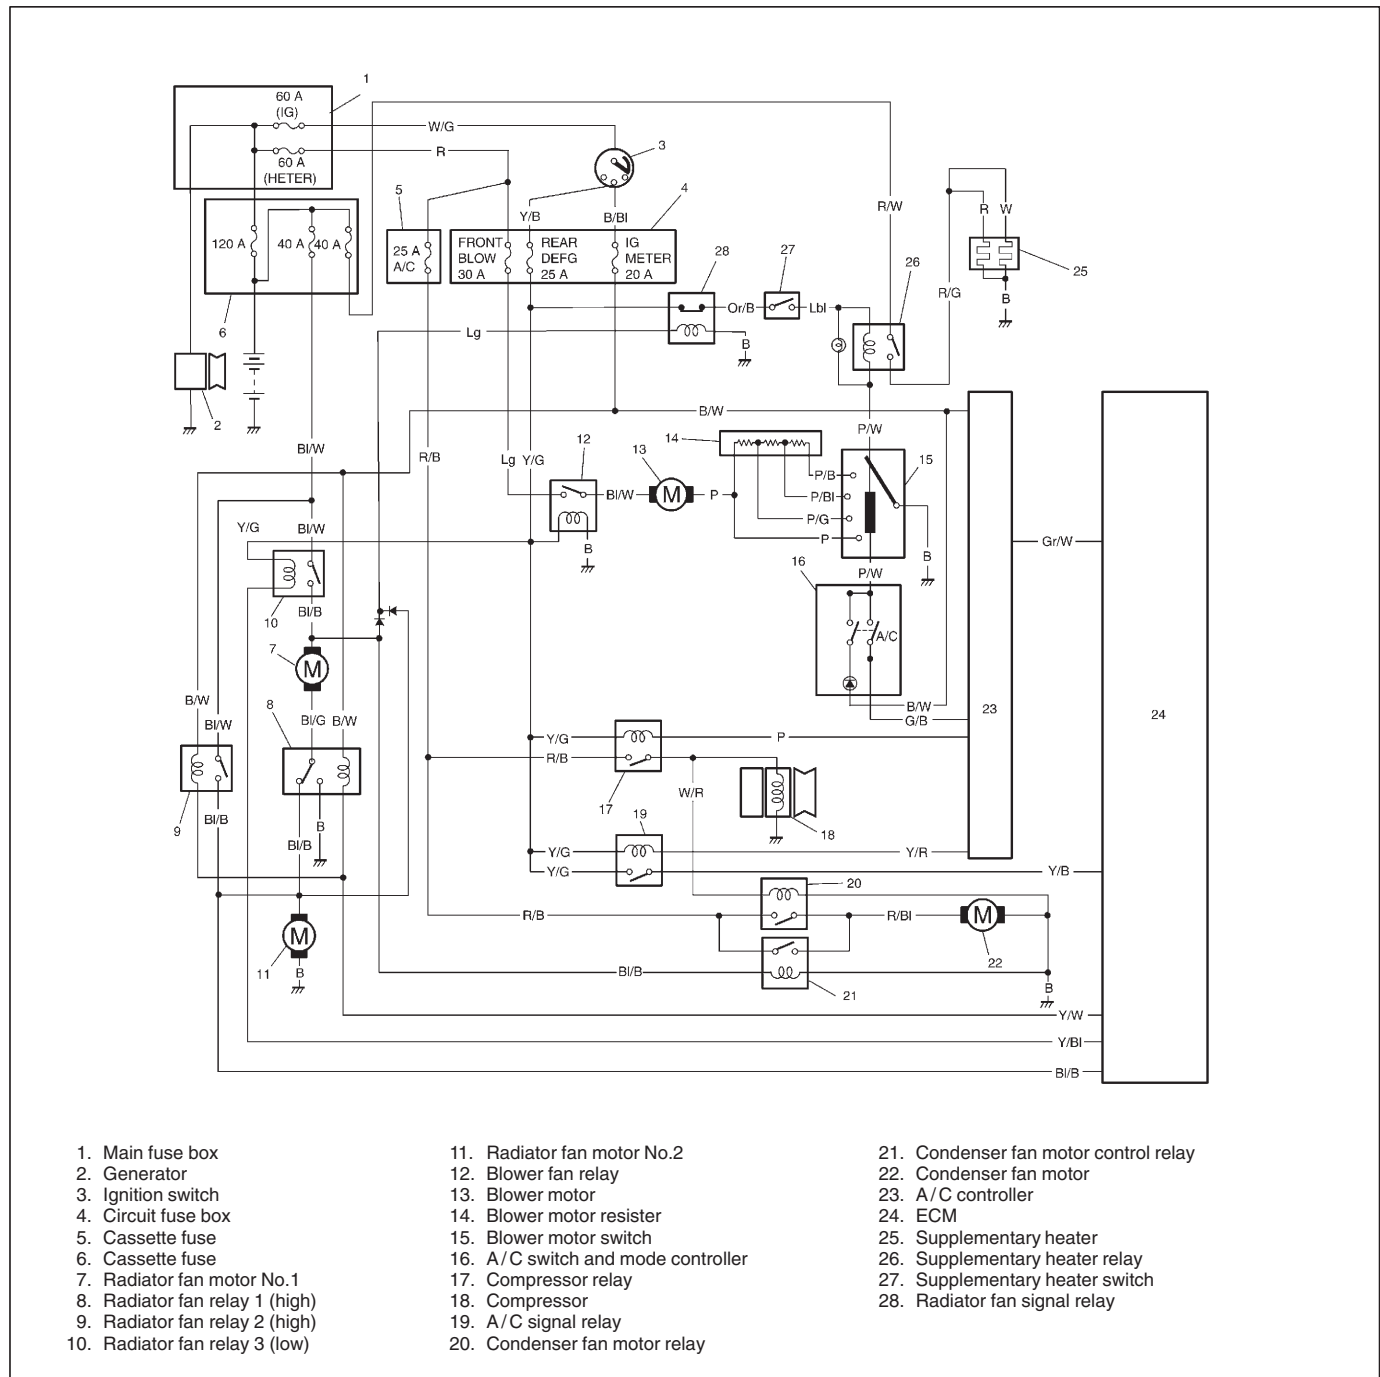 1
60 A
(IG)
W/G
R
60 A
(HETER)
3
5
4
Y/B
B/Bl
R/W
R
W
120 A
40 A
40 A
25 A
A/C
FRONT
BLOW
30 A
REAR
DEFG
25 A
IG
METER
20 A
28
27
26
25
R/G
B
6
Lg
Or/B
Lbl
B
2
B/W
P/W
Bl/W
R/B
Lg
Y/G
12
13
14
15
P/B
Bl/W
M
P
P/Bl
P/G
P
B
Y/G
Bl/W
B
Gr/W
16
P/W
10
Bl/B
A/C
7
M
B/W
G/B
23
24
B/W
Bl/W
8
Bl/G
B/W
Y/G
P
R/B
17
W/R
18
9
Bl/B
B
Bl/B
19
Y/G
Y/R
Y/G
Y/B
20
R/B
R/Bl
M
22
M
11
B
Bl/B
21
B
Y/W
Y/Bl
Bl/B
1. Main fuse box
2. Generator
3. Ignition switch
4. Circuit fuse box
5. Cassette fuse
6. Cassette fuse
7. Radiator fan motor No.1
8. Radiator fan relay 1 (high)
9. Radiator fan relay 2 (high)
10. Radiator fan relay 3 (low)
11. Radiator fan motor No.2
12. Blower fan relay
13. Blower motor
14. Blower motor resister
15. Blower motor switch
16. A/C switch and mode controller
17. Compressor relay
18. Compressor
19. A/C signal relay
20. Condenser fan motor relay
21. Condenser fan motor control relay
22. Condenser fan motor
23. A/C controller
24. ECM
25. Supplementary heater
26. Supplementary heater relay
27. Supplementary heater switch
28. Radiator fan signal relay